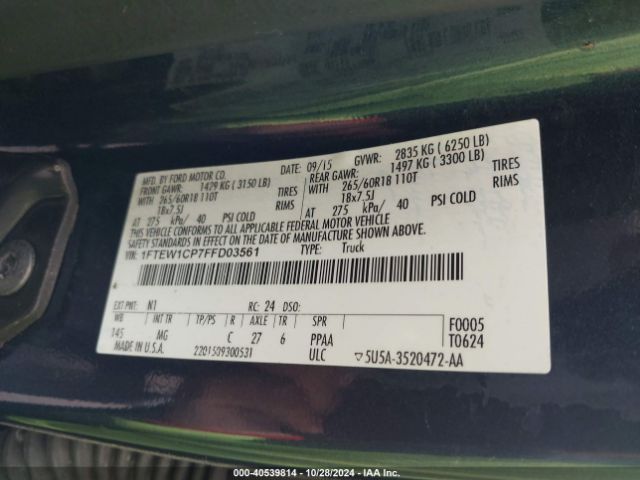 MFD. BY FORD MOTOR CO.
DATE: 09/15 GVWR: 2835 KG ( 6250 LB)
FRONT GAWR: 1429 KG ( 3150 LB) REAR GAWR: 1497 KG ( 3300 LB)
WITH 265/60R18 110T TIRES WITH 265/60R18 110T TIRES
18x7.5J RIMS 18x7.5J RIMS
AT 275 kPa/ 40 PSI COLD AT 275 kPa/ 40 PSI COLD
THIS VEHICLE CONFORMS TO ALL APPLICABLE FEDERAL MOTOR VEHICLE
SAFETY STANDARDS IN EFFECT ON THE DATE OF MANUFACTURE SHOWN ABOVE.
VIN: 1FTEW1CP7FFD03561 TYPE: Truck
EXT PNT: N1 RC: 24 DSO:
WB INT TR TP/PS R AXLE TR SPR F0005
145 MG C 27 6 PPAA T0624
MADE IN U.S.A. 2201509300531 ULC ▽5U5A-3520472-AA
000-40539814 - 10/28/2024 - IAA Inc.